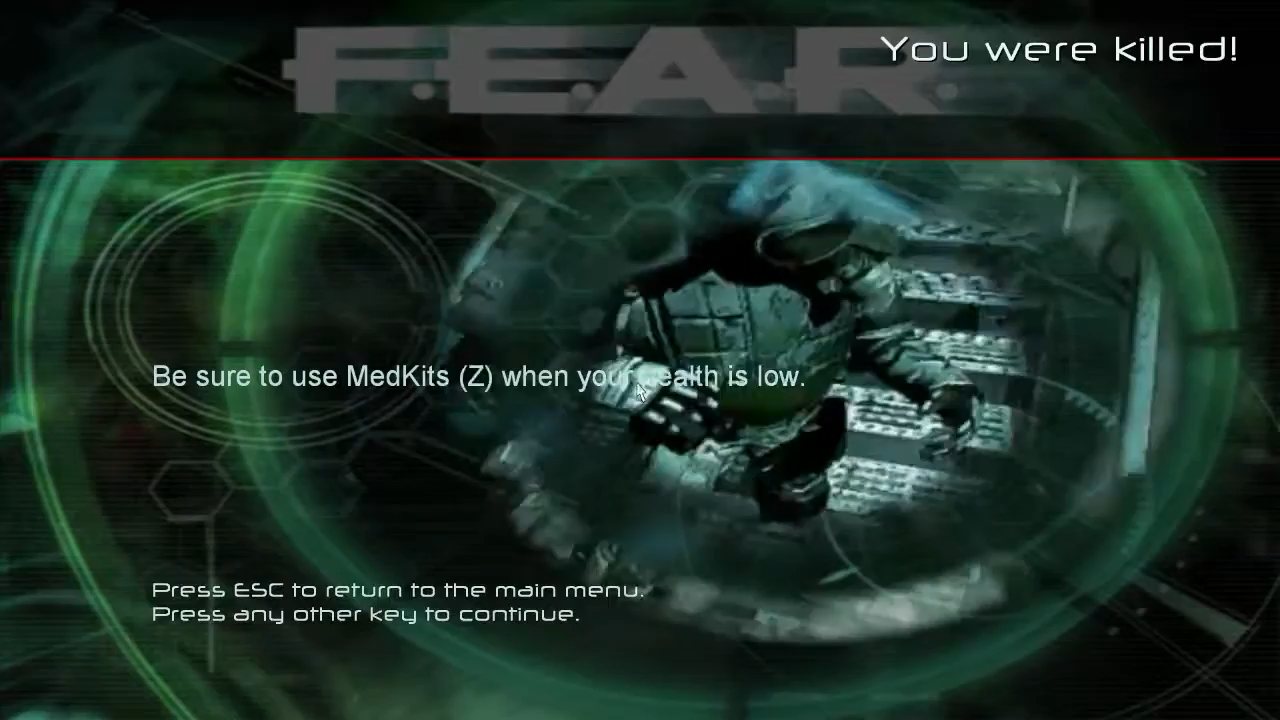 F.E.A.R.
You were killed!
Be sure to use MedKits (Z) when your health is low.
Press ESC to return to the main menu.
Press any other key to continue.